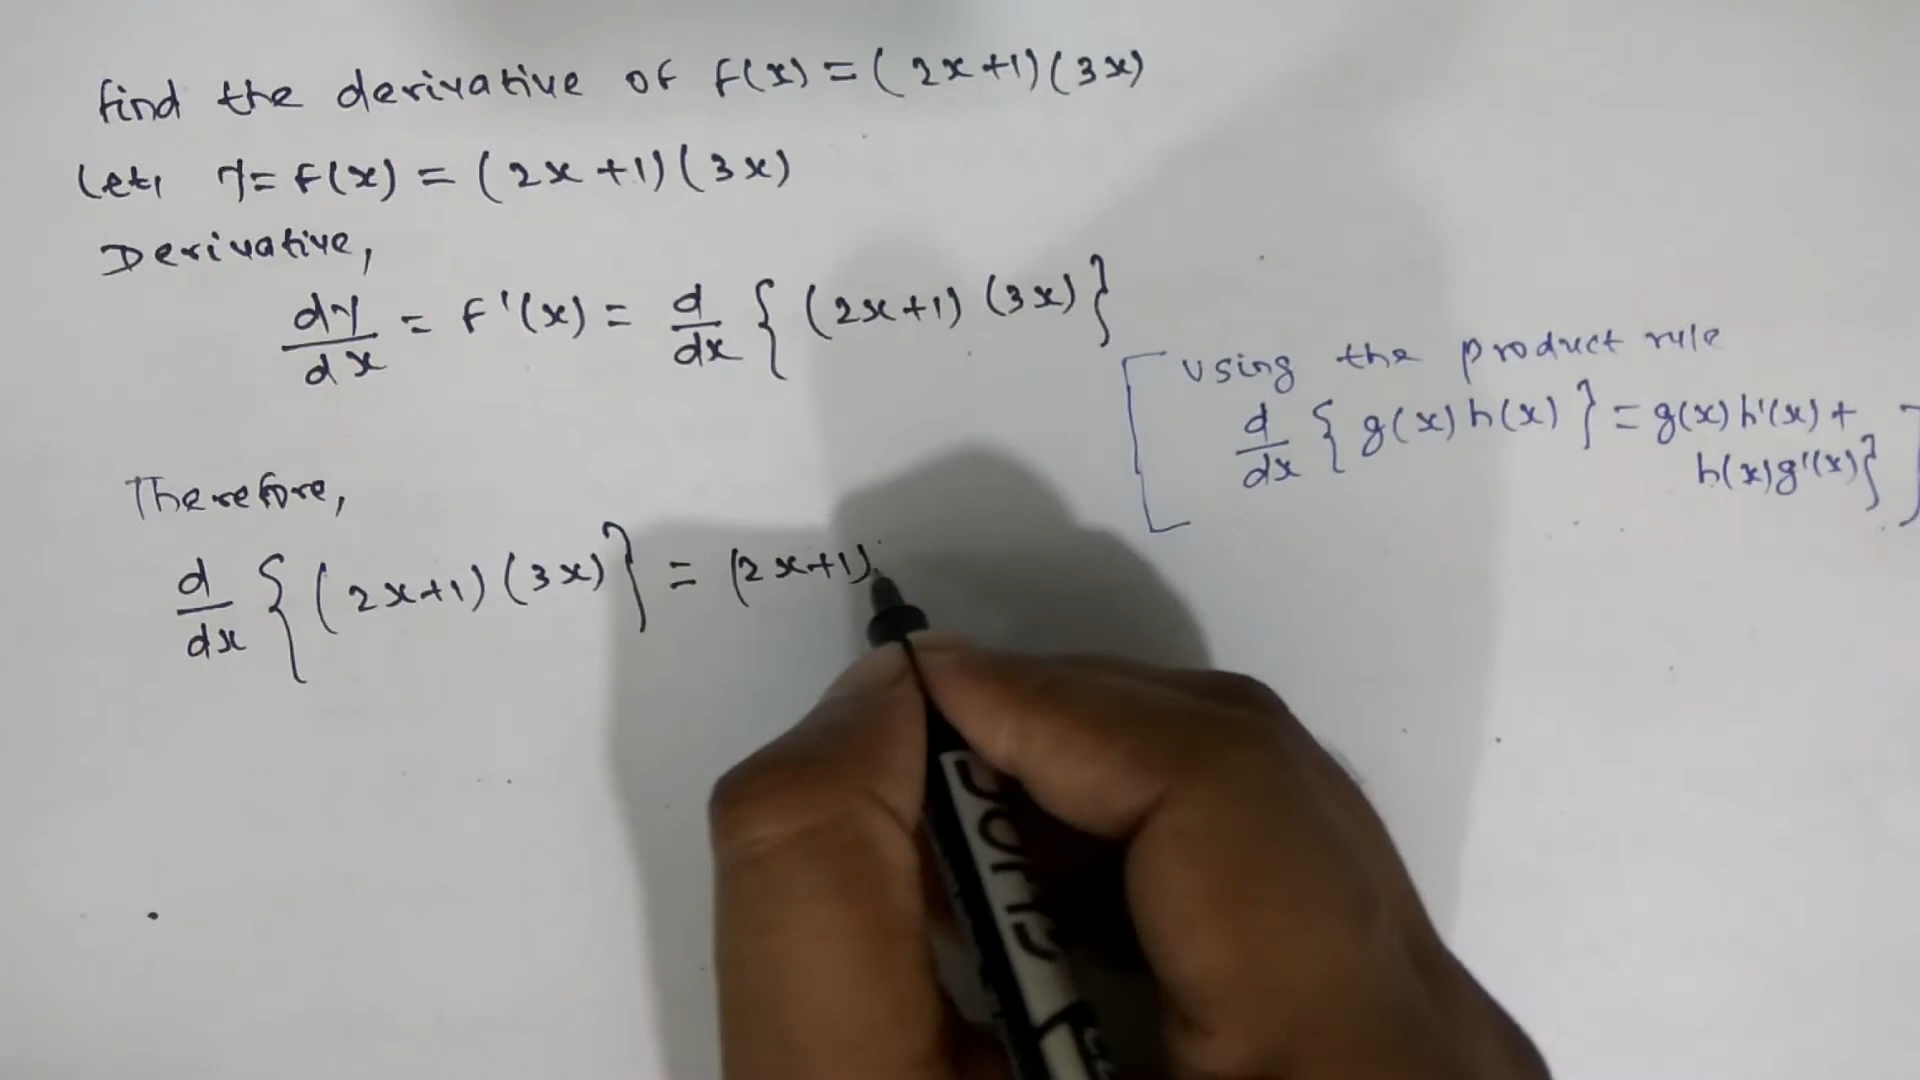 find the derivative of f(x) = (2x+1)(3x)
Let, y = f(x) = (2x+1)(3x)
Derivative,
dy/dx = f'(x) = d/dx {(2x+1) (3x)}
[using the product rule
d/dx {g(x) h(x)} = g(x) h'(x) +
h(x) g'(x)}]
Therefore,
d/dx {(2x+1) (3x)} = (2x+1).